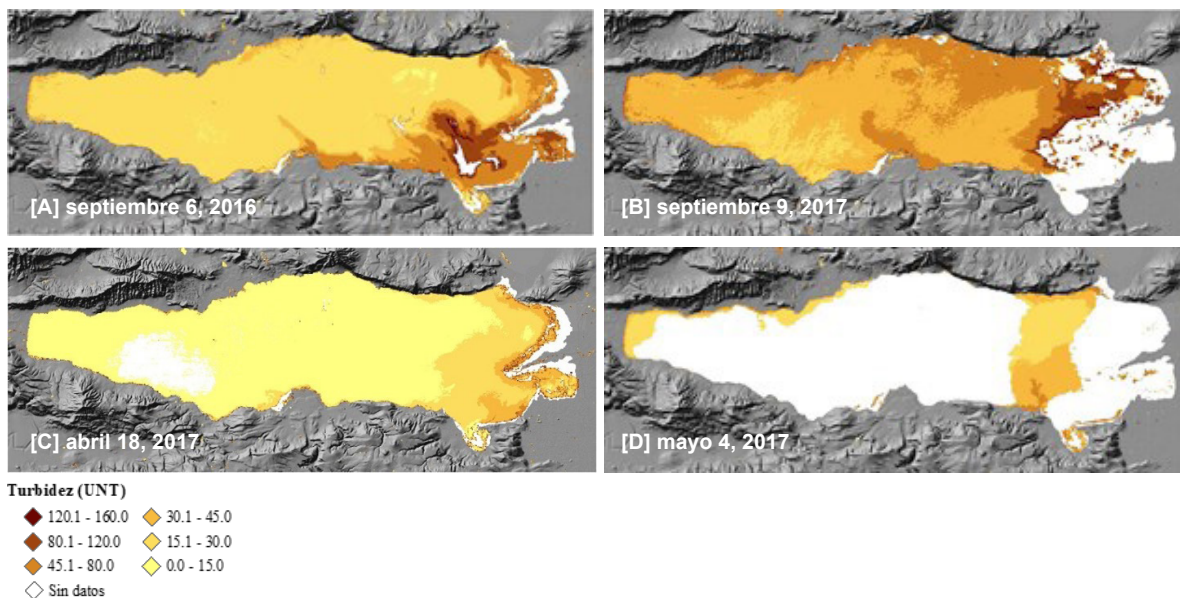 [A] septiembre 6, 2016
[B] septiembre 9, 2017
[C] abril 18, 2017
[D] mayo 4, 2017
Turbidez (UNT)
120.1 - 160.0
30.1 - 45.0
80.1 - 120.0
15.1 - 30.0
45.1 - 80.0
0.0 - 15.0
Sin datos